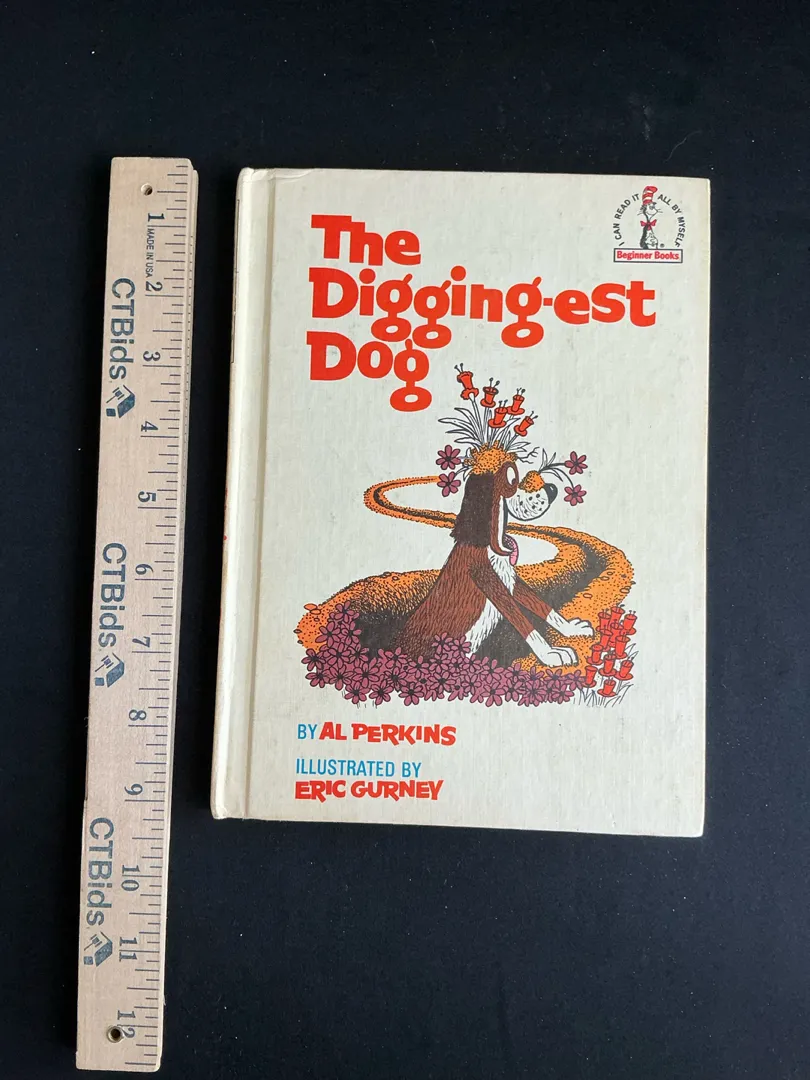 1
MADE IN USA
2
CTBids
3
4
5
6
CTBids
7
8
9
CTBids
10
11
12
The
Digging-est
Dog
I CAN READ IT ALL BY MYSELF
Beginner Books
®
BY AL PERKINS
ILLUSTRATED BY
ERIC GURNEY